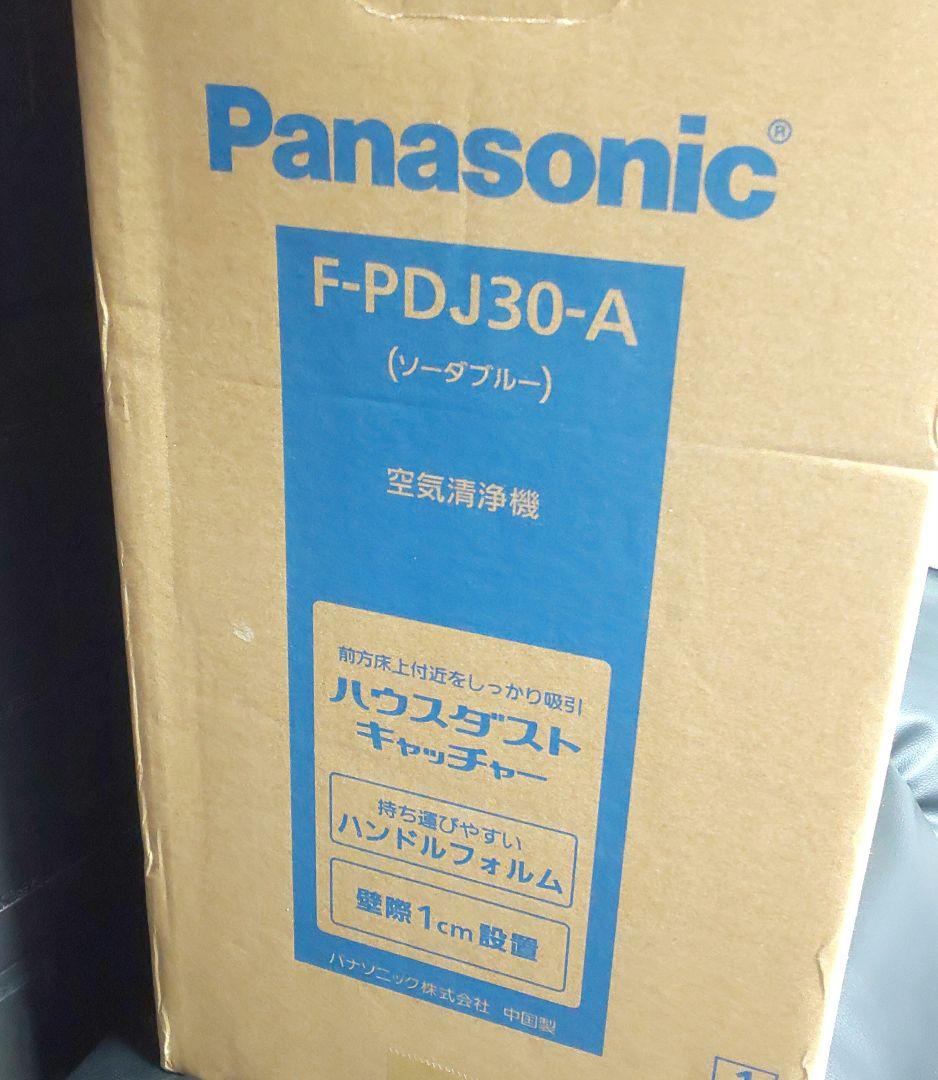 Panasonic®
F-PDJ30-A
(ソーダブルー)
空気清浄機
前方床上付近をしっかり吸引
ハウスダスト
キャッチャー
持ち運びやすい
ハンドルフォルム
壁際1cm設置
パナソニック株式会社 中国製
1